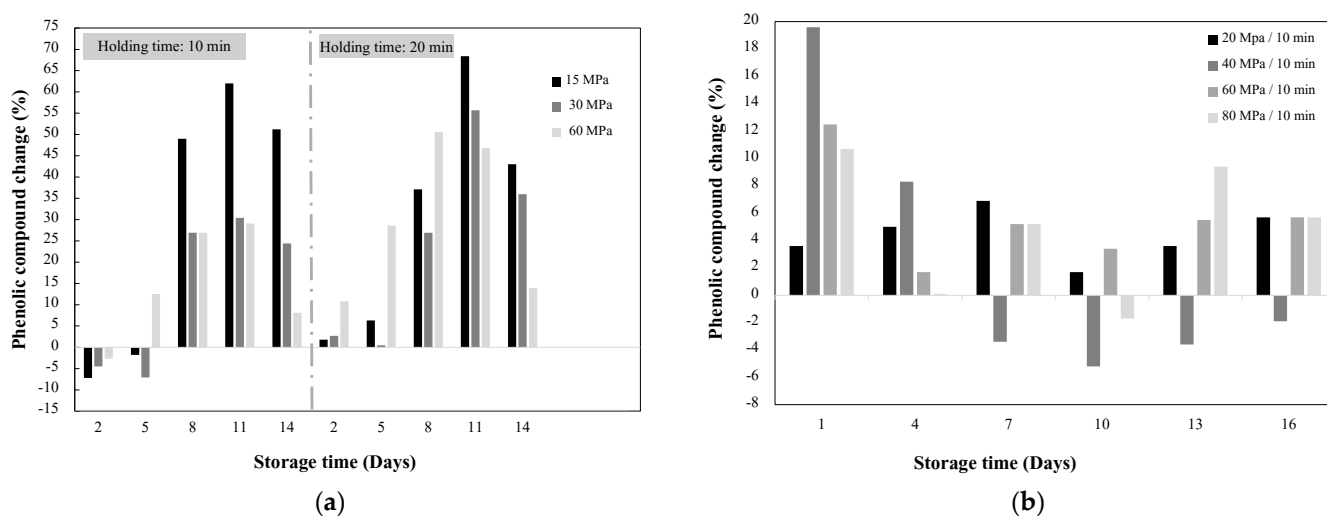 Phenolic compound change (%)
75
70
65
60
55
50
45
40
35
30
25
20
15
10
5
0
-5
-10
-15
Holding time: 10 min
Holding time: 20 min
15 MPa
30 MPa
60 MPa
2 5 8 11 14 2 5 8 11 14
Storage time (Days)
(a)
Phenolic compound change (%)
20
18
16
14
12
10
8
6
4
2
0
-2
-4
-6
-8
20 Mpa / 10 min
40 MPa / 10 min
60 MPa / 10 min
80 MPa / 10 min
1 4 7 10 13 16
Storage time (Days)
(b)